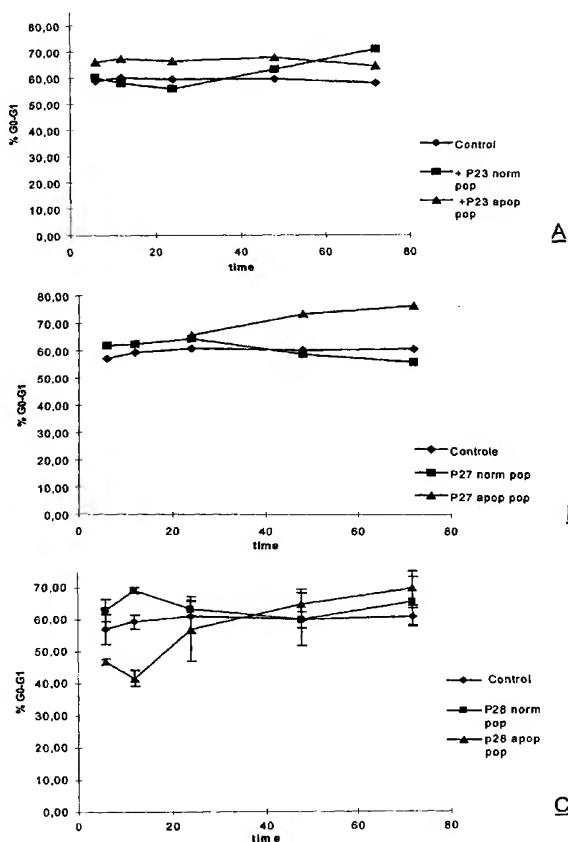 80,00
70,00
60,00
50,00
40,00
30,00
20,00
10,00
0,00
% G0-G1
0
20
40
60
80
time
Control
+ P23 norm
pop
+P23 apop
pop
A
80,00
70,00
60,00
50,00
40,00
30,00
20,00
10,00
0,00
% G0-G1
0
20
40
60
80
time
Controle
P27 norm pop
P27 apop pop
70,00
60,00
50,00
40,00
30,00
20,00
10,00
0,00
% G0-G1
0
20
40
60
80
time
Control
P28 norm
pop
p28 apop
pop
C